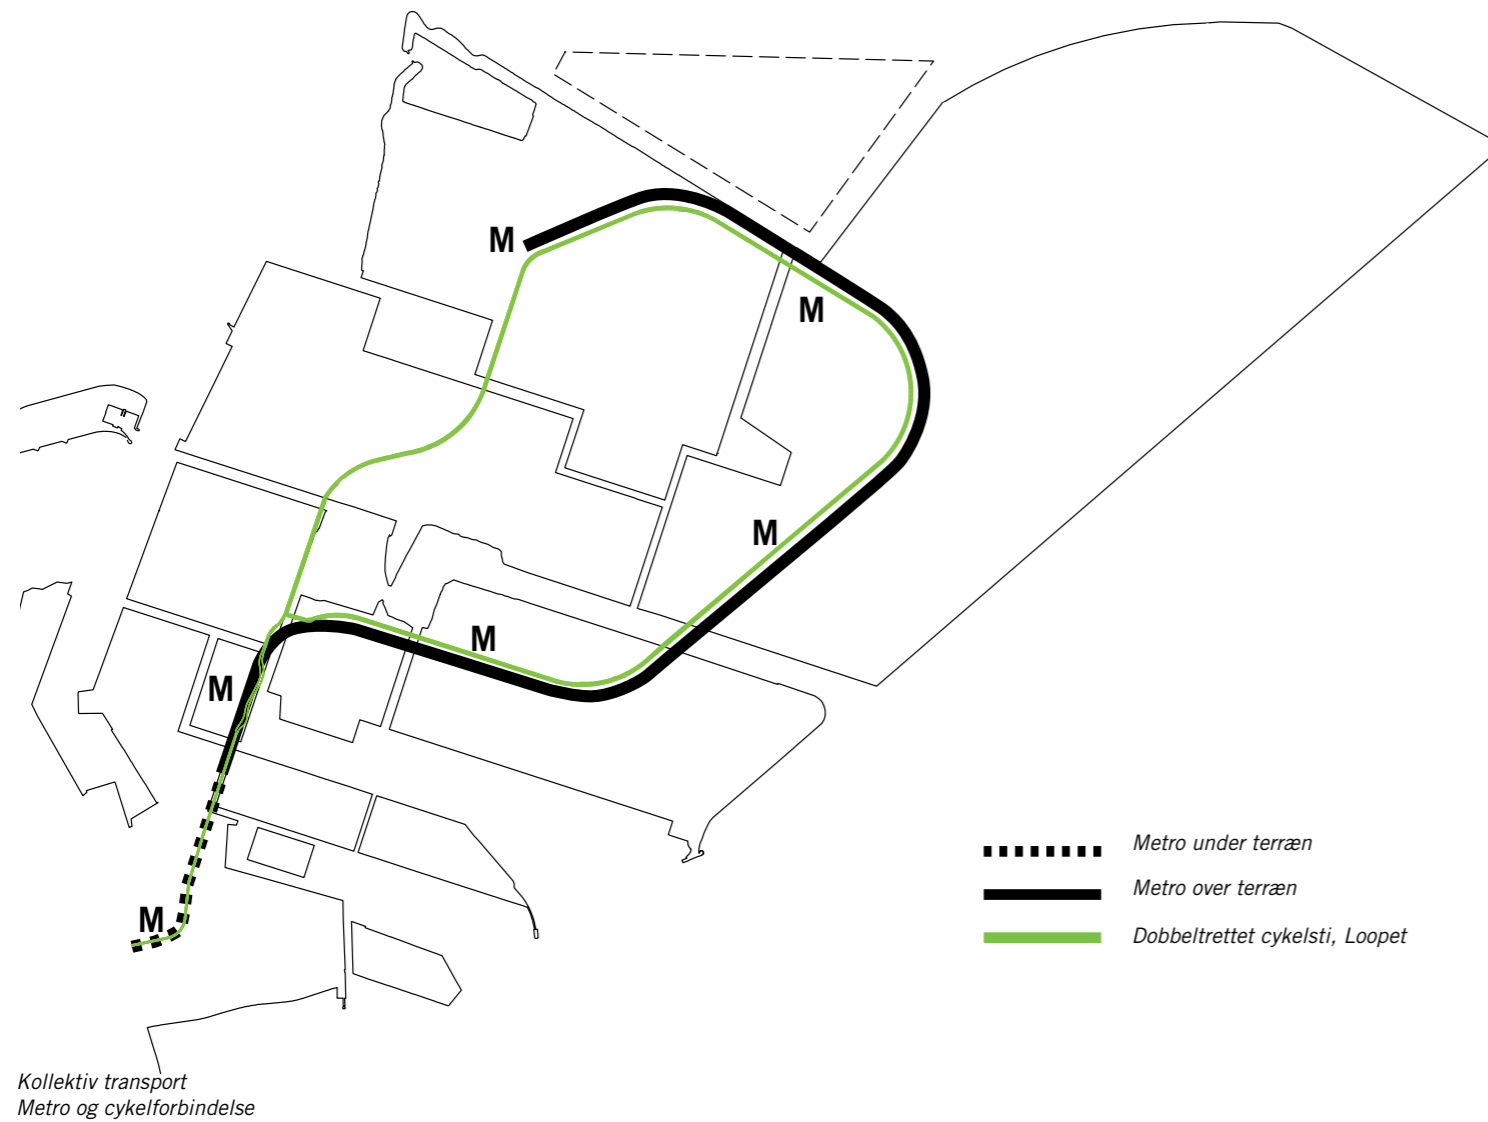 M
M
M
M
M
M
Metro under terræn
Metro over terræn
Dobbeltrettet cykelsti, Loopet
Kollektiv transport
Metro og cykelforbindelse